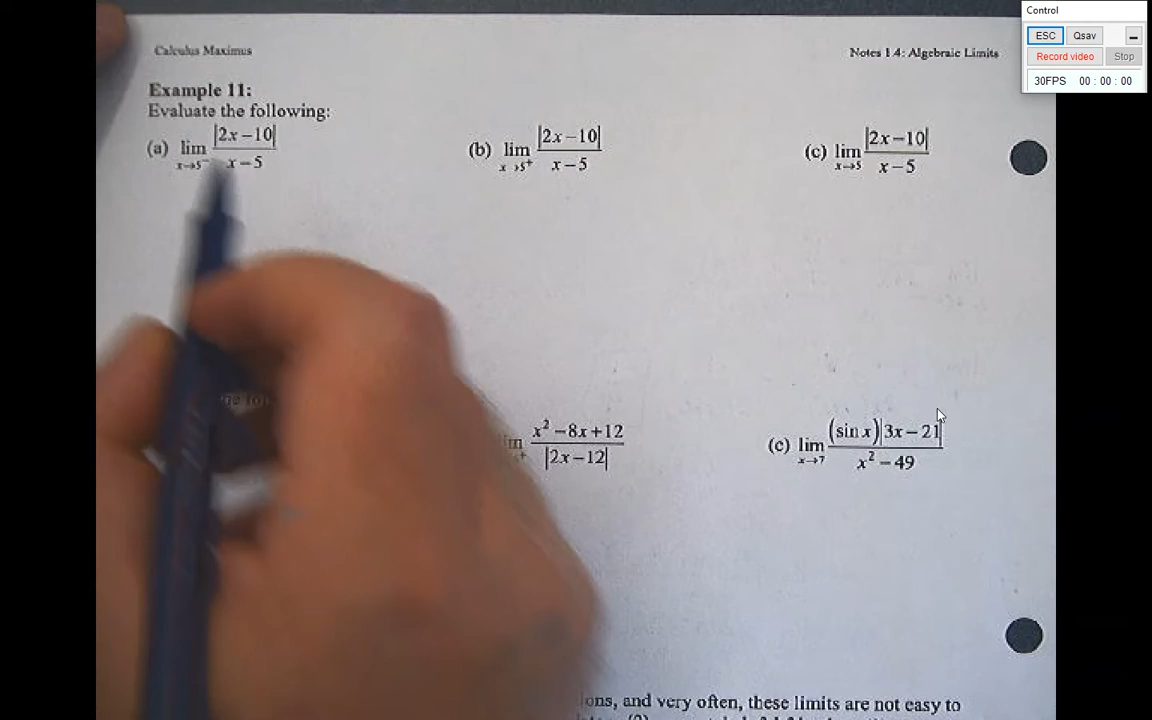 Control
ESC Qsav
Record video Stop
30FPS 00 : 00 : 00
Calculus Maximus
Notes 1.4: Algebraic Limits
Example 11:
Evaluate the following:
(a) lim x→5⁻ |2x−10| / x−5
(b) lim x→5⁺ |2x−10| / x−5
(c) lim x→5 |2x−10| / x−5
x² −8x+12 / |2x−12|
(c) lim x→7 (sin x)|3x−21| / x² −49
and very often, these limits are not easy to